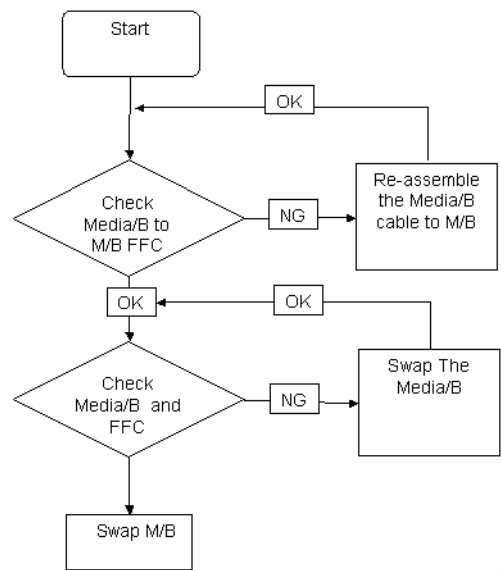 Start
OK
Check
Media/B to
M/B FFC
NG
Re-assemble
the Media/B
cable to M/B
OK
OK
Check
Media/B and
FFC
NG
Swap The
Media/B
Swap M/B